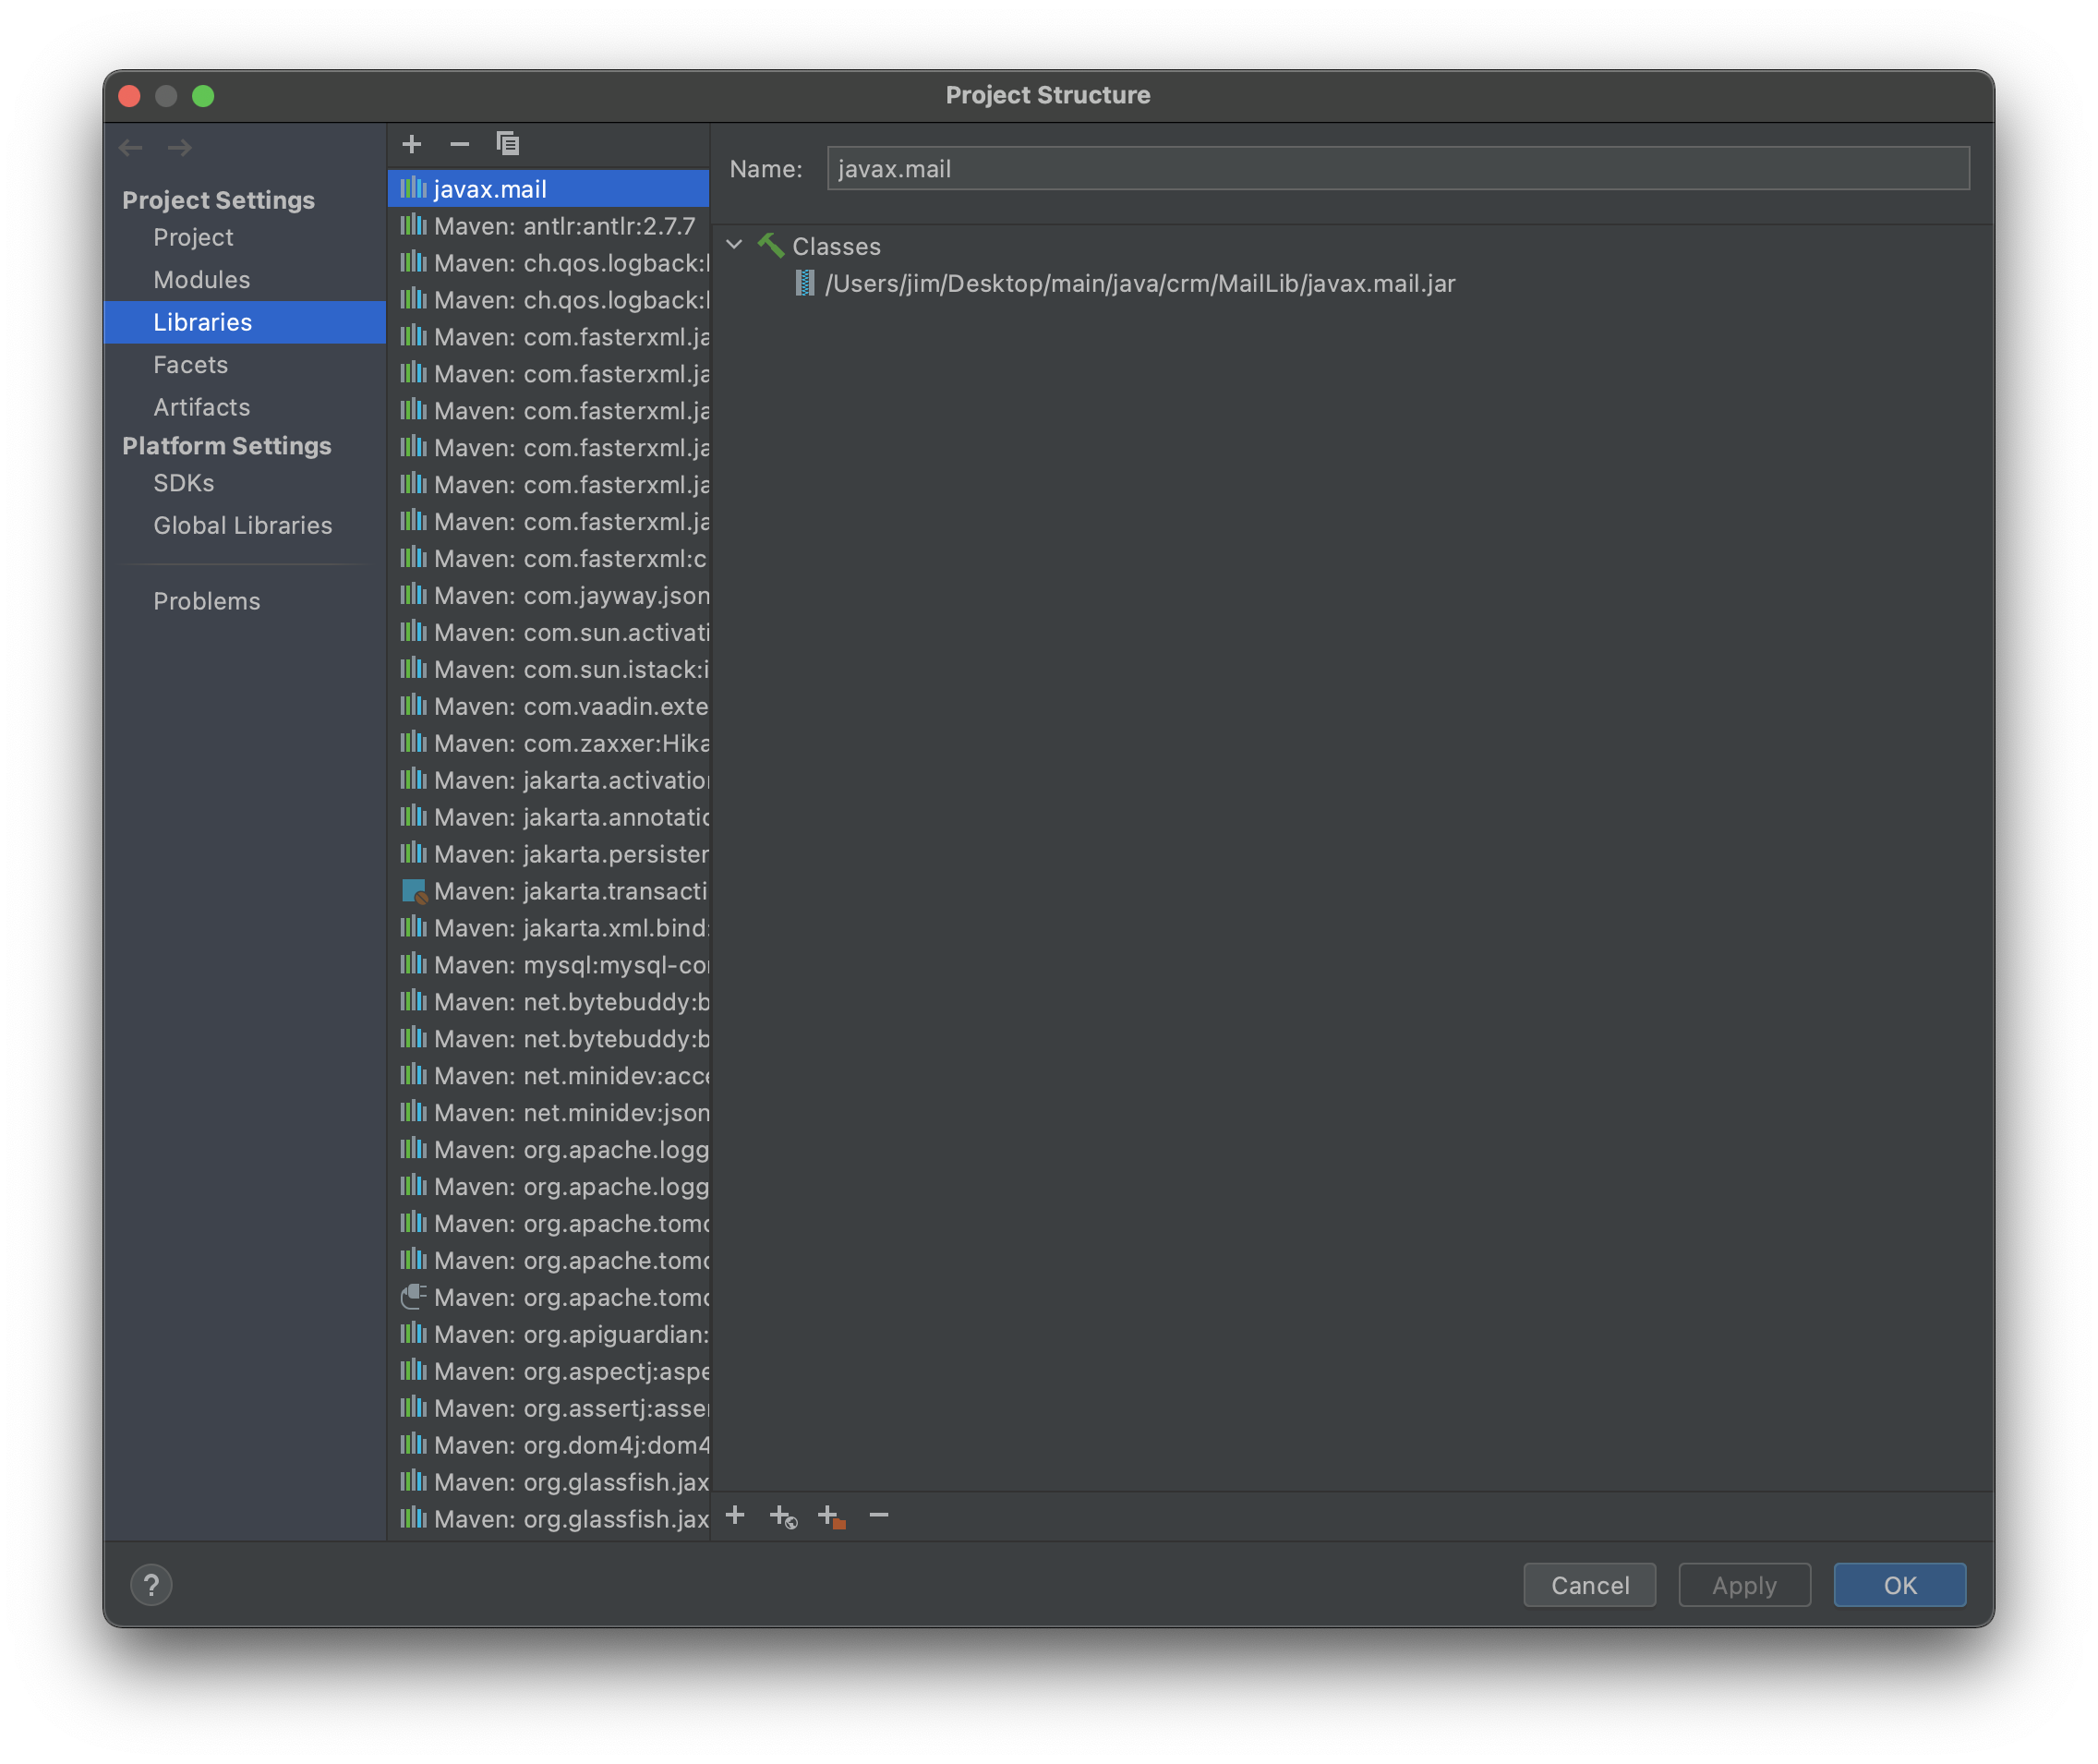 Project Structure
Project Settings
Project
Modules
Libraries
Facets
Artifacts
Platform Settings
SDKs
Global Libraries
Problems
javax.mail
Maven: antlr:antlr:2.7.7
Maven: ch.qos.logback:
Maven: ch.qos.logback:
Maven: com.fasterxml.ja
Maven: com.fasterxml.ja
Maven: com.fasterxml.ja
Maven: com.fasterxml.ja
Maven: com.fasterxml.ja
Maven: com.fasterxml.ja
Maven: com.fasterxml:c
Maven: com.jayway.json
Maven: com.sun.activati
Maven: com.sun.istack:i
Maven: com.vaadin.exte
Maven: com.zaxxer:Hika
Maven: jakarta.activation
Maven: jakarta.annotatio
Maven: jakarta.persister
Maven: jakarta.transacti
Maven: jakarta.xml.bind:
Maven: mysql:mysql-con
Maven: net.bytebuddy:b
Maven: net.bytebuddy:b
Maven: net.minidev:acce
Maven: net.minidev:json
Maven: org.apache.logg
Maven: org.apache.logg
Maven: org.apache.tomc
Maven: org.apache.tomc
Maven: org.apache.tomc
Maven: org.apiguardian:
Maven: org.aspectj:aspe
Maven: org.assertj:asser
Maven: org.dom4j:dom4
Maven: org.glassfish.jax
Maven: org.glassfish.jax
Name: javax.mail
Classes
/Users/jim/Desktop/main/java/crm/MailLib/javax.mail.jar
?
Cancel
Apply
OK